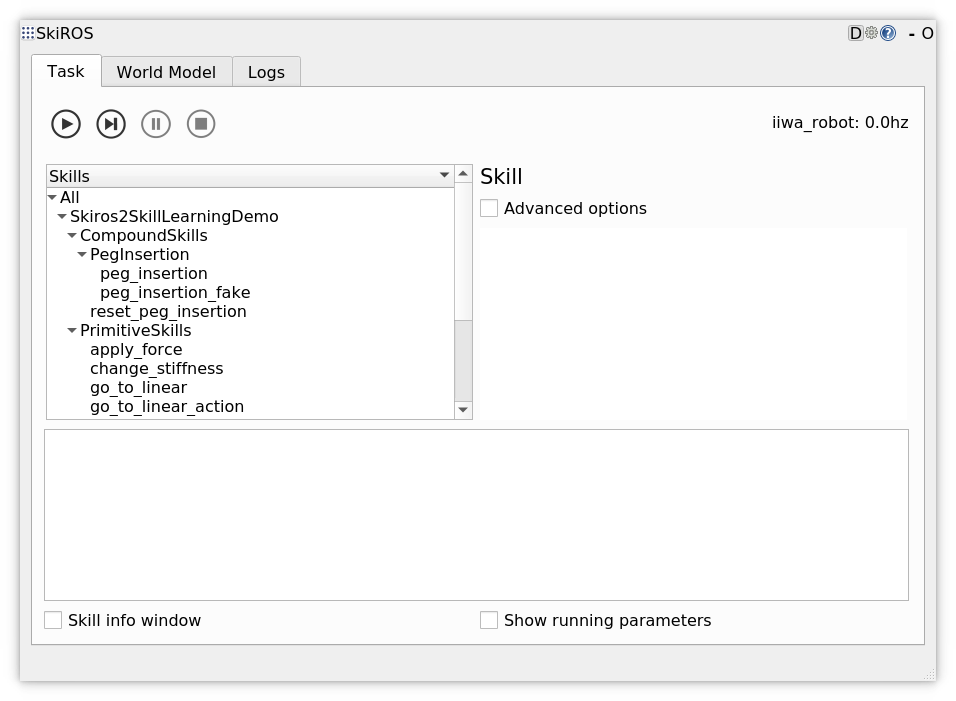 SkiROS D ? - O
Task World Model Logs
iiwa_robot: 0.0hz
Skills
All
Skiros2SkillLearningDemo
CompoundSkills
PegInsertion
peg_insertion
peg_insertion_fake
reset_peg_insertion
PrimitiveSkills
apply_force
change_stiffness
go_to_linear
go_to_linear_action
Skill
Advanced options
Skill info window
Show running parameters